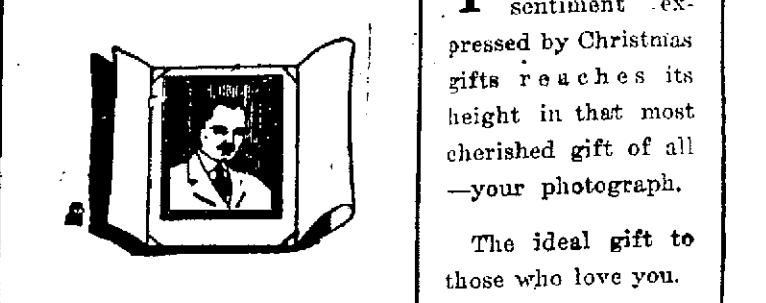 sentiment ex-
pressed by Christmas
gifts reaches its
height in that most
cherished gift of all
—your photograph.
The ideal gift to
those who love you.